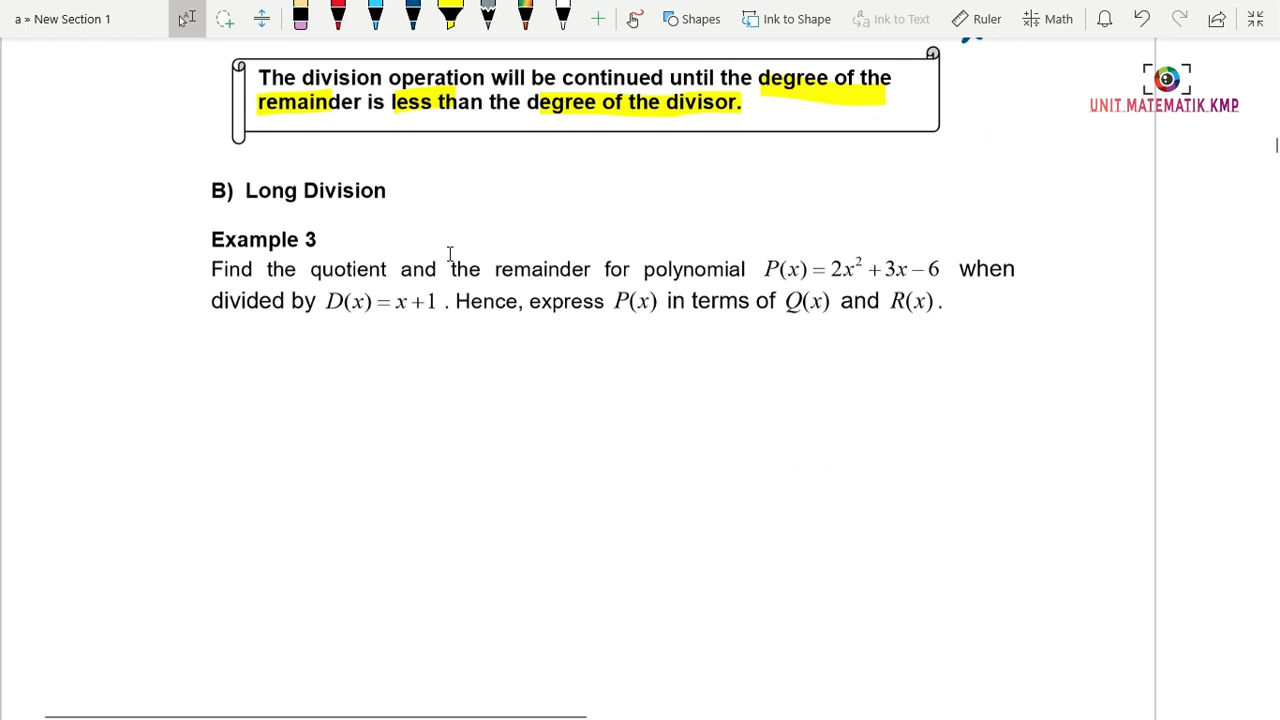 a » New Section 1
Shapes
Ink to Shape
Ink to Text
Ruler
Math
The division operation will be continued until the degree of the
remainder is less than the degree of the divisor.
UNIT.MATEMATIK.KMP
B) Long Division
Example 3
Find the quotient and the remainder for polynomial P(x) = 2x² + 3x − 6 when
divided by D(x) = x + 1 . Hence, express P(x) in terms of Q(x) and R(x) .